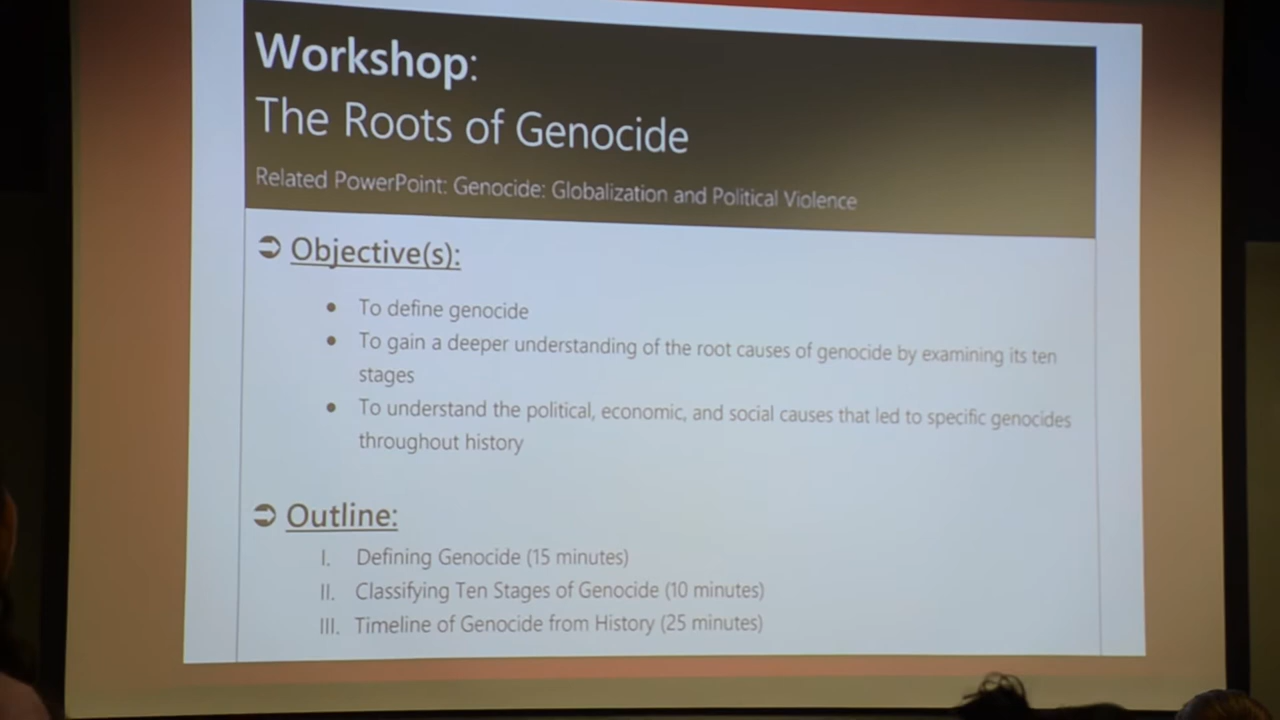 Workshop:
The Roots of Genocide
Related PowerPoint: Genocide: Globalization and Political Violence
➲ Objective(s):
• To define genocide
• To gain a deeper understanding of the root causes of genocide by examining its ten
stages
• To understand the political, economic, and social causes that led to specific genocides
throughout history
➲ Outline:
I. Defining Genocide (15 minutes)
II. Classifying Ten Stages of Genocide (10 minutes)
III. Timeline of Genocide from History (25 minutes)